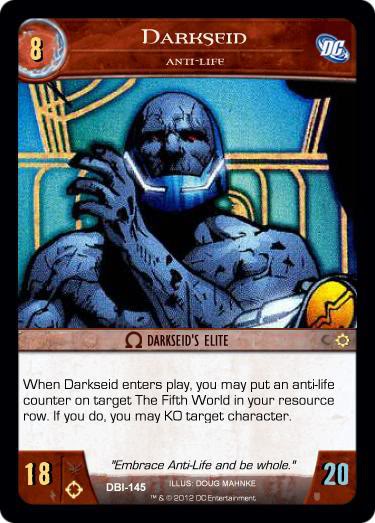 8
DARKSEID
ANTI-LIFE
DC
DARKSEID'S ELITE
When Darkseid enters play, you may put an anti-life
counter on target The Fifth World in your resource
row. If you do, you may KO target character.
"Embrace Anti-Life and be whole."
18
DBI-145
ILLUS: DOUG MAHNKE
20
™ & © 2012 DC Entertainment